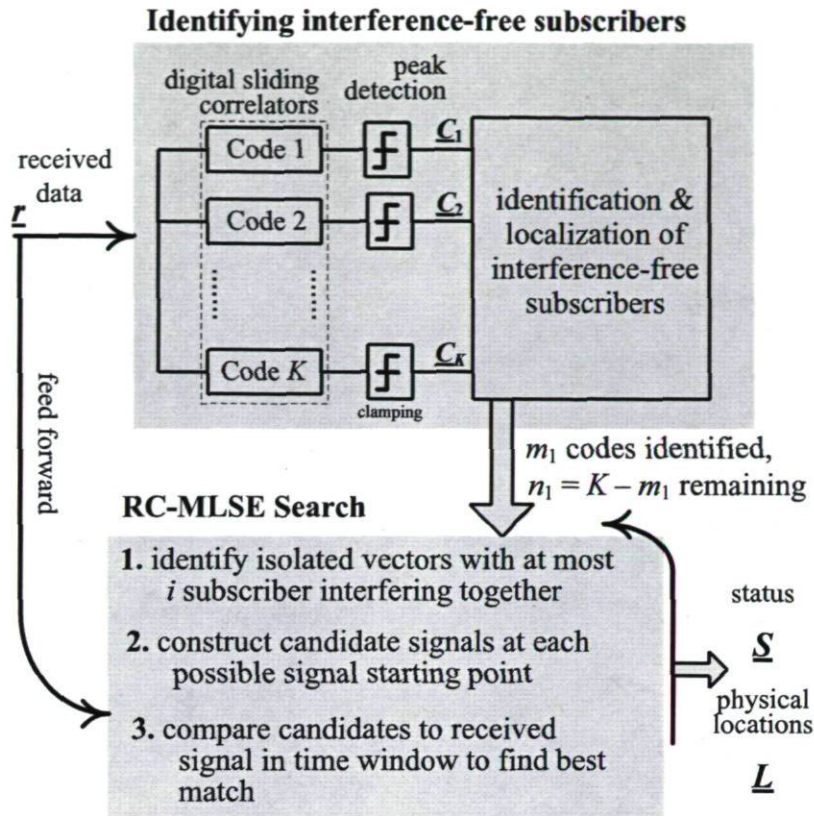 Identifying interference-free subscribers
digital sliding
correlators
peak
detection
received
data
r
Code 1
C1
Code 2
C2
Code K
CK
clamping
identification &
localization of
interference-free
subscribers
feed forward
m1 codes identified,
n1 = K – m1 remaining
RC-MLSE Search
1. identify isolated vectors with at most
i subscriber interfering together
2. construct candidate signals at each
possible signal starting point
3. compare candidates to received
signal in time window to find best
match
status
S
physical
locations
L